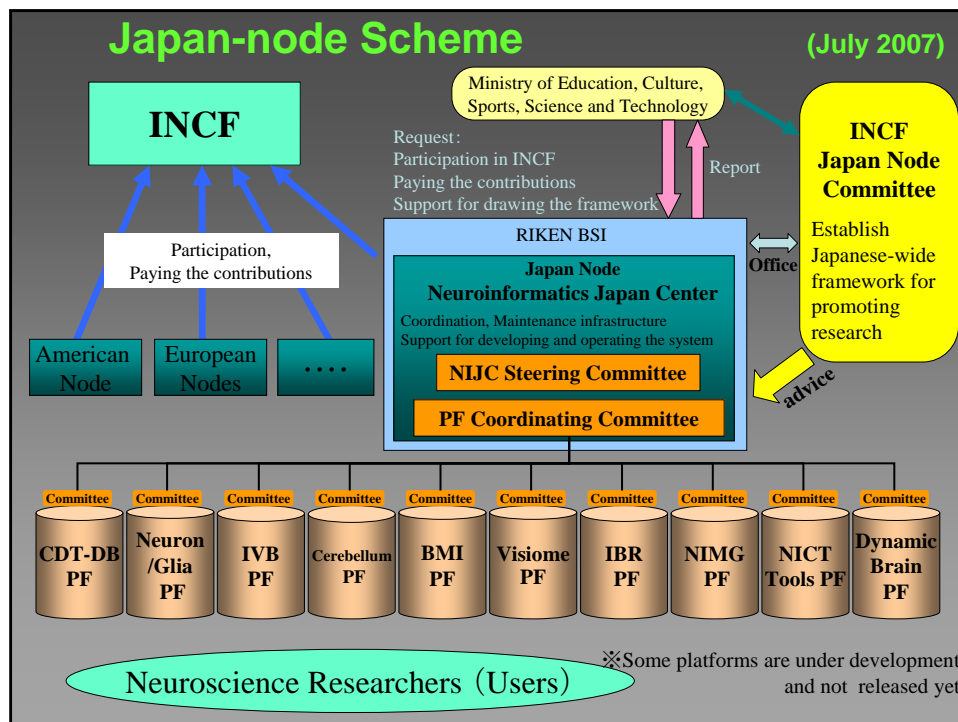 Japan-node Scheme
(July 2007)
INCF
Ministry of Education, Culture,
Sports, Science and Technology
Request:
Participation in INCF
Paying the contributions
Support for drawing the framework
Report
INCF
Japan Node
Committee
Establish
Japanese-wide
framework for
promoting
research
Participation,
Paying the contributions
RIKEN BSI
Office
Japan Node
Neuroinformatics Japan Center
Coordination, Maintenance infrastructure
Support for developing and operating the system
NIJC Steering Committee
PF Coordinating Committee
advice
American
Node
European
Nodes
....
Committee
CDT-DB
PF
Committee
Neuron
/Glia
PF
Committee
IVB
PF
Committee
Cerebellum
PF
Committee
BMI
PF
Committee
Visiome
PF
Committee
IBR
PF
Committee
NIMG
PF
Committee
NICT
Tools PF
Committee
Dynamic
Brain
PF
Neuroscience Researchers（Users）
※Some platforms are under development
and not released yet